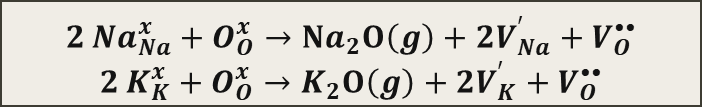 2 Na^x_Na + O^x_O → Na₂O(g) + 2V′_Na + V^••_O
2 K^x_K + O^x_O → K₂O(g) + 2V′_K + V^••_O